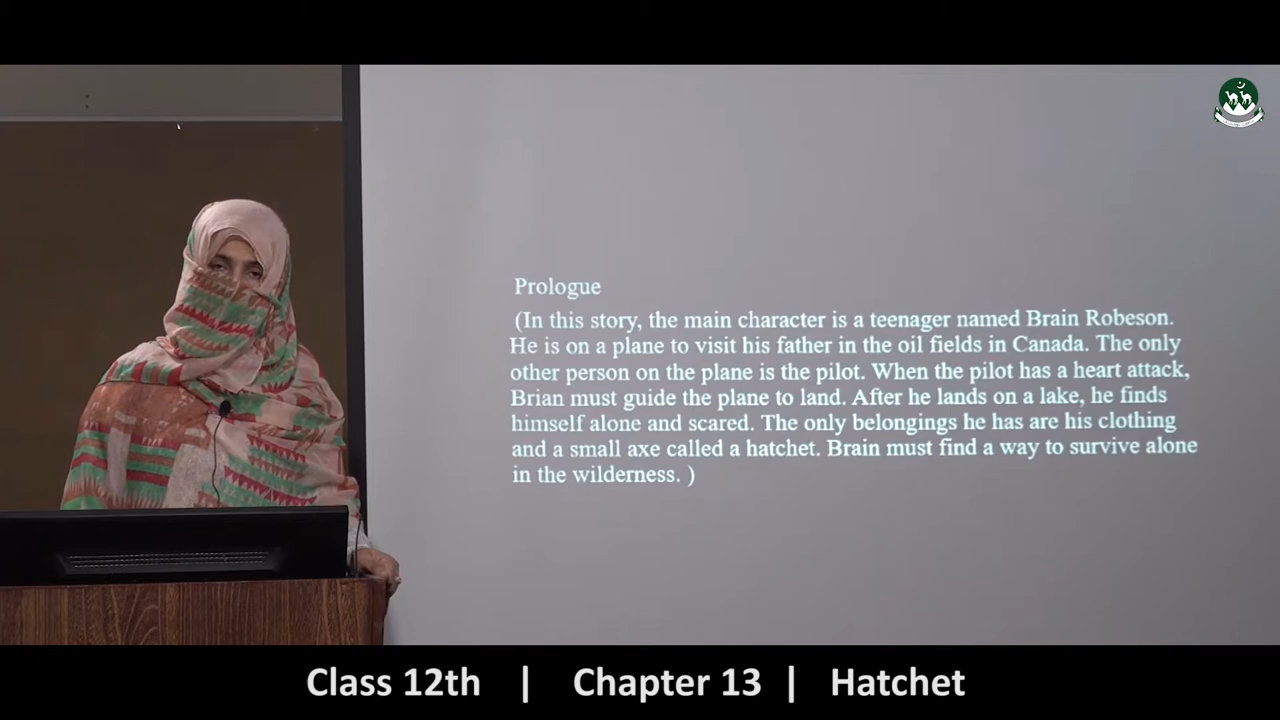 Prologue
(In this story, the main character is a teenager named Brain Robeson.
He is on a plane to visit his father in the oil fields in Canada. The only
other person on the plane is the pilot. When the pilot has a heart attack,
Brian must guide the plane to land. After he lands on a lake, he finds
himself alone and scared. The only belongings he has are his clothing
and a small axe called a hatchet. Brain must find a way to survive alone
in the wilderness. )
Class 12th | Chapter 13 | Hatchet